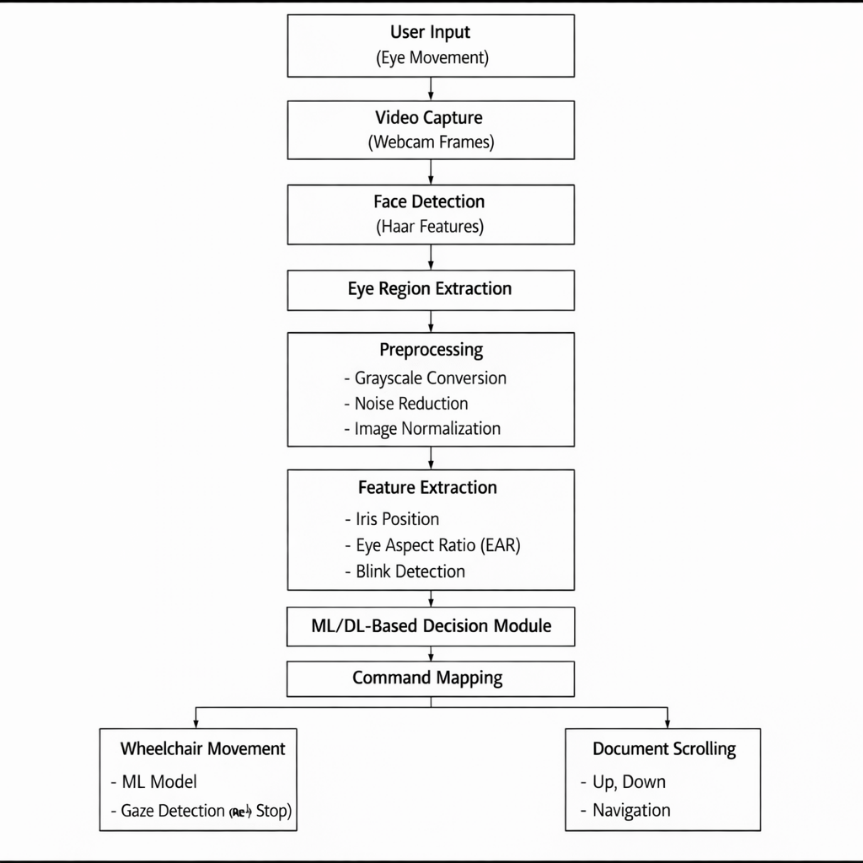 User Input
(Eye Movement)
Video Capture
(Webcam Frames)
Face Detection
(Haar Features)
Eye Region Extraction
Preprocessing
- Grayscale Conversion
- Noise Reduction
- Image Normalization
Feature Extraction
- Iris Position
- Eye Aspect Ratio (EAR)
- Blink Detection
ML/DL-Based Decision Module
Command Mapping
Wheelchair Movement
- ML Model
- Gaze Detection ( Stop)
Document Scrolling
- Up, Down
- Navigation